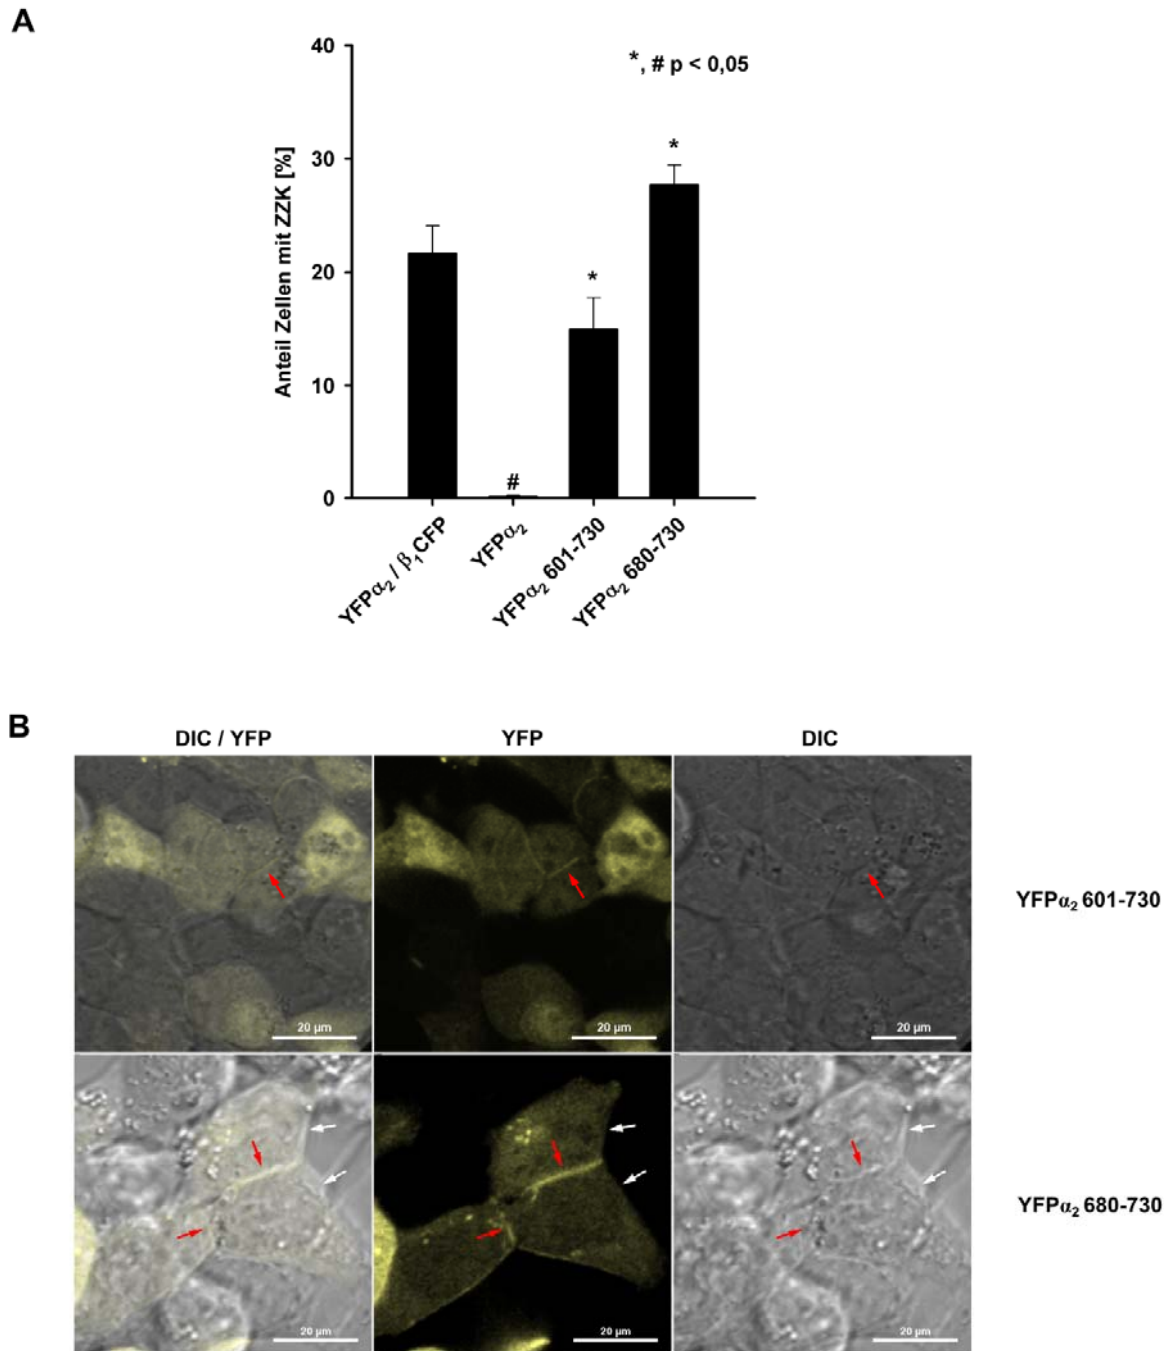 A
*, # p < 0,05
Anteil Zellen mit ZZK [%]
40
30
20
10
0
*
*
#
YFPα₂ / β₁CFP
YFPα₂
YFPα₂ 601-730
YFPα₂ 680-730
B
DIC / YFP
YFP
DIC
20 µm
20 µm
20 µm
YFPα₂ 601-730
20 µm
20 µm
20 µm
YFPα₂ 680-730